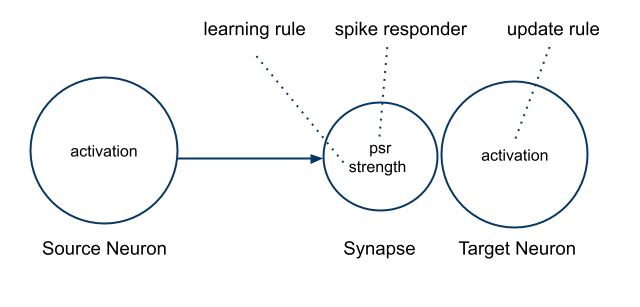 learning rule
spike responder
update rule
activation
psr
strength
activation
Source Neuron
Synapse
Target Neuron